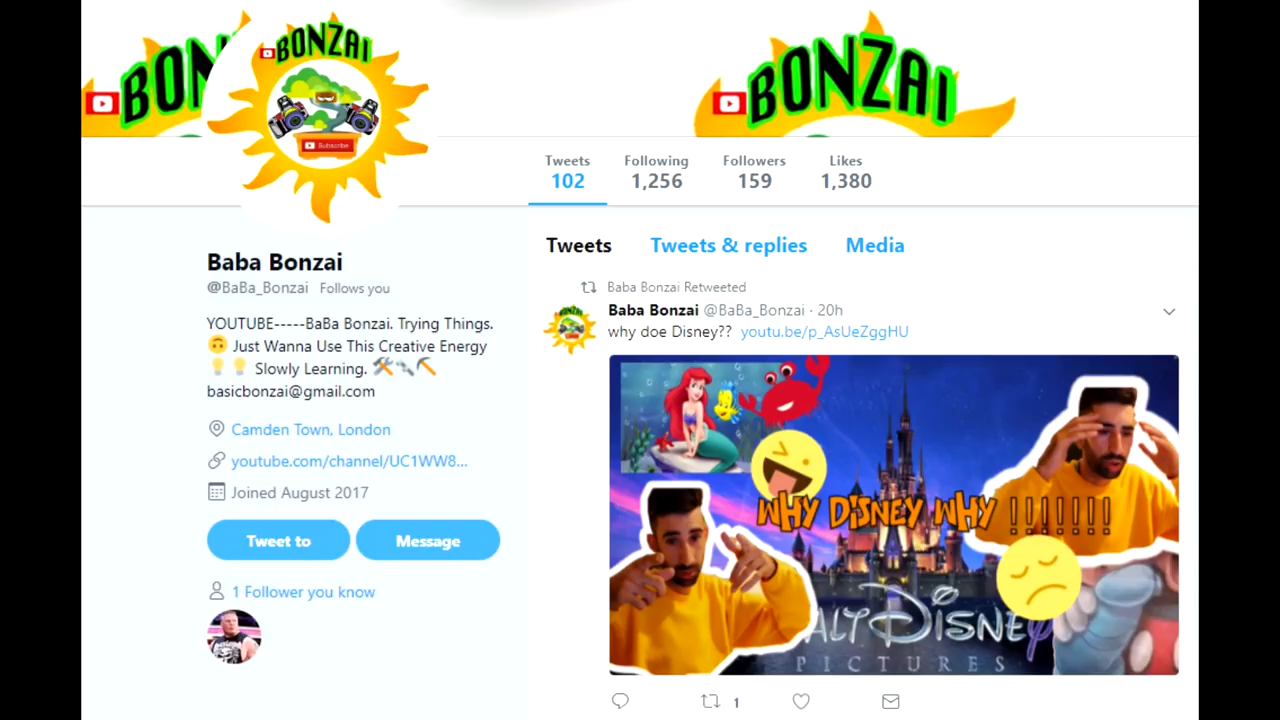 BON
BONZAI
Subscribe
BONZAI
Tweets
102
Following
1,256
Followers
159
Likes
1,380
Baba Bonzai
@BaBa_Bonzai Follows you
YOUTUBE-----BaBa Bonzai. Trying Things.
🙃 Just Wanna Use This Creative Energy
💡💡 Slowly Learning. 🛠🔩⛏
basicbonzai@gmail.com
Camden Town, London
youtube.com/channel/UC1WW8...
Joined August 2017
Tweet to
Message
1 Follower you know
Tweets Tweets & replies Media
Baba Bonzai Retweeted
Baba Bonzai @BaBa_Bonzai · 20h
why doe Disney?? youtu.be/p_AsUeZggHU
WHY DISNEY WHY !!!!!!!
ALT DISNEY
PICTURES
1